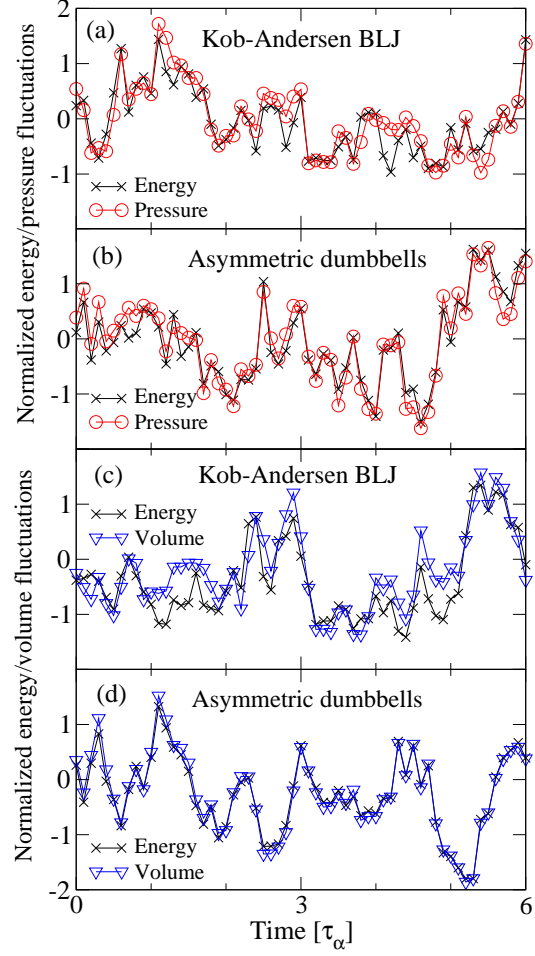 2
(a)
Kob-Andersen BLJ
1
0
-1
Energy
Pressure
(b)
Asymmetric dumbbells
1
0
-1
Energy
Pressure
Normalized energy/pressure fluctuations
(c)
Kob-Andersen BLJ
1
Energy
Volume
0
-1
(d)
Asymmetric dumbbells
1
0
-1
Energy
Volume
-2
Normalized energy/volume fluctuations
0 3 6
Time [τα]